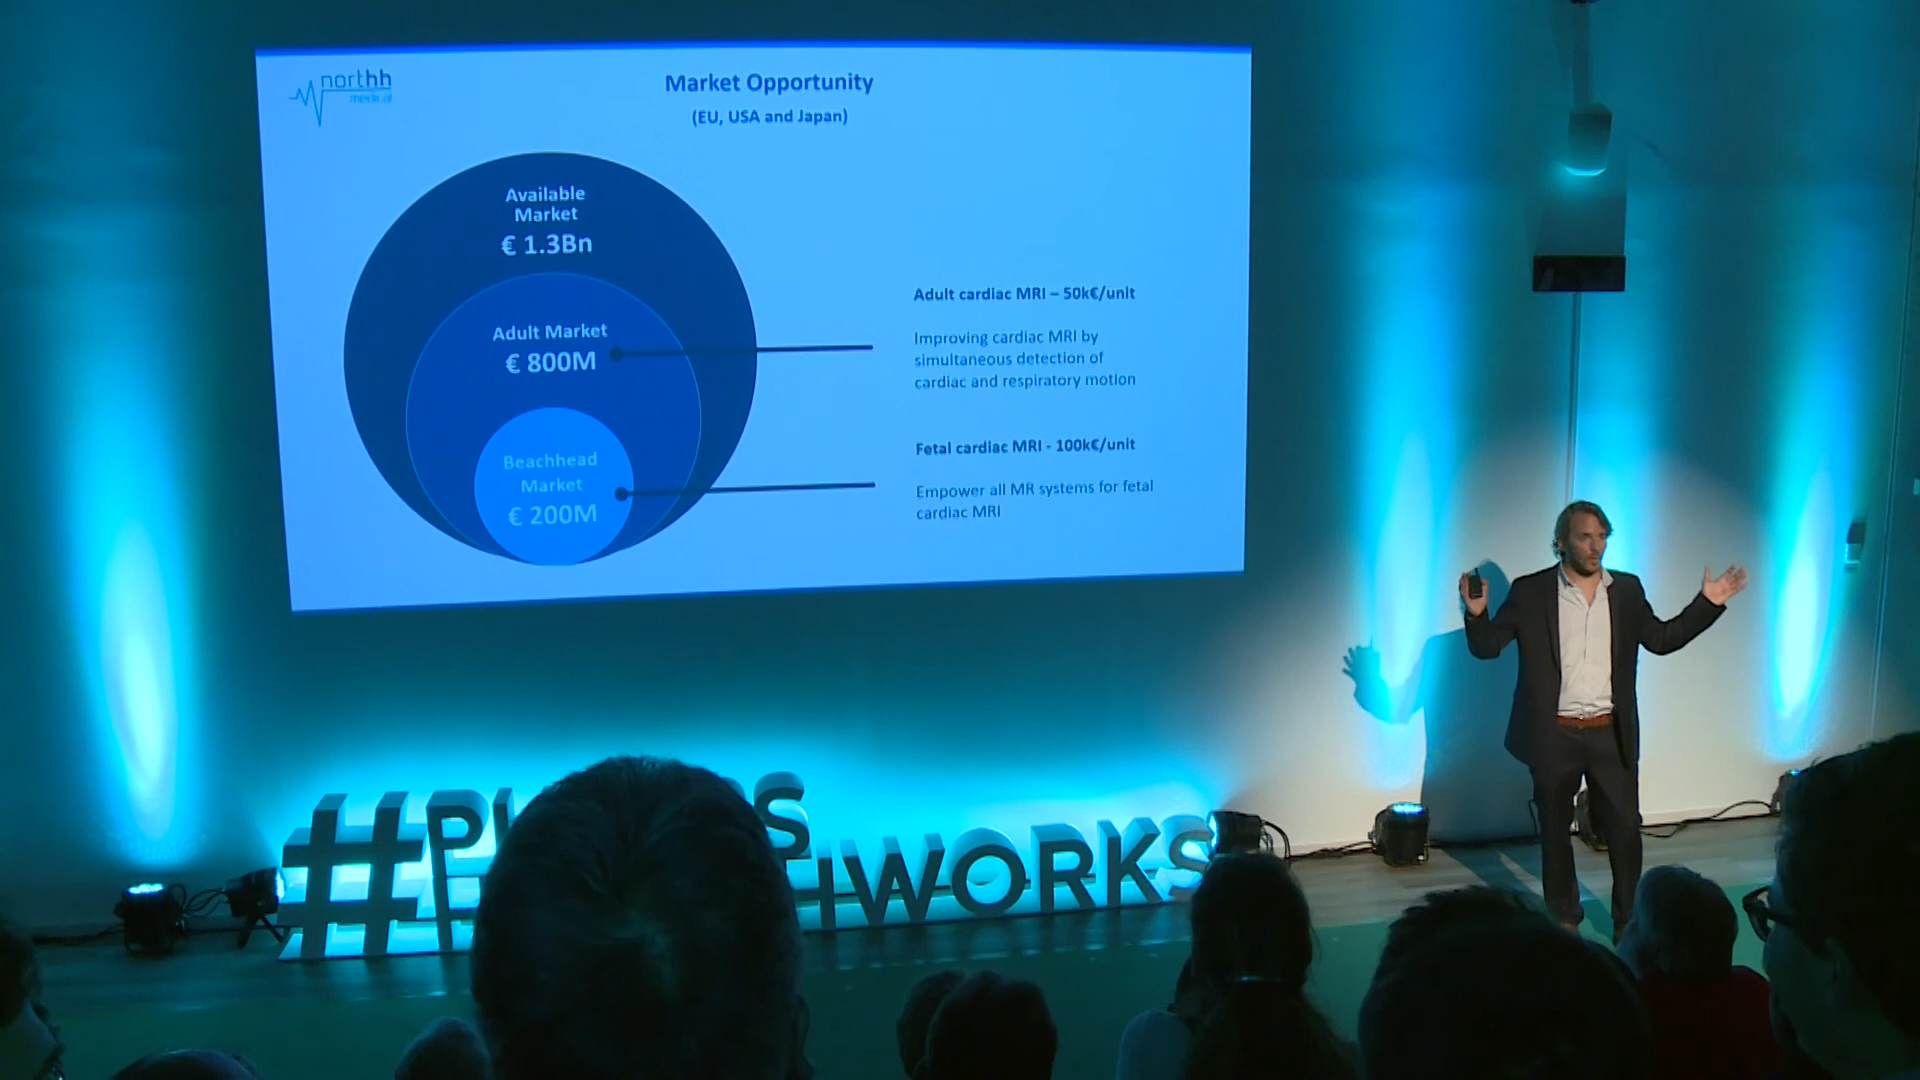 northh
medical
Market Opportunity
(EU, USA and Japan)
Available
Market
€ 1.3Bn
Adult Market
€ 800M
Beachhead
Market
€ 200M
Adult cardiac MRI – 50k€/unit
Improving cardiac MRI by
simultaneous detection of
cardiac and respiratory motion
Fetal cardiac MRI - 100k€/unit
Empower all MR systems for fetal
cardiac MRI